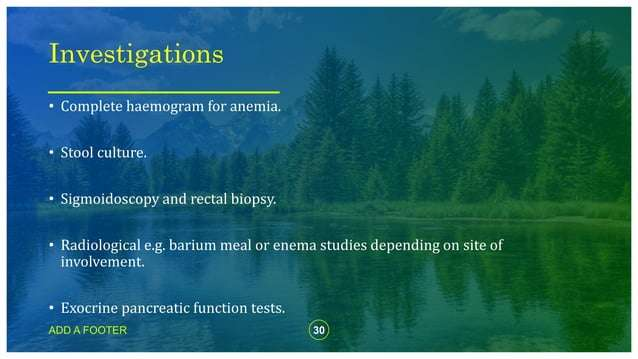 Investigations
• Complete haemogram for anemia.
• Stool culture.
• Sigmoidoscopy and rectal biopsy.
• Radiological e.g. barium meal or enema studies depending on site of
involvement.
• Exocrine pancreatic function tests.
ADD A FOOTER
30